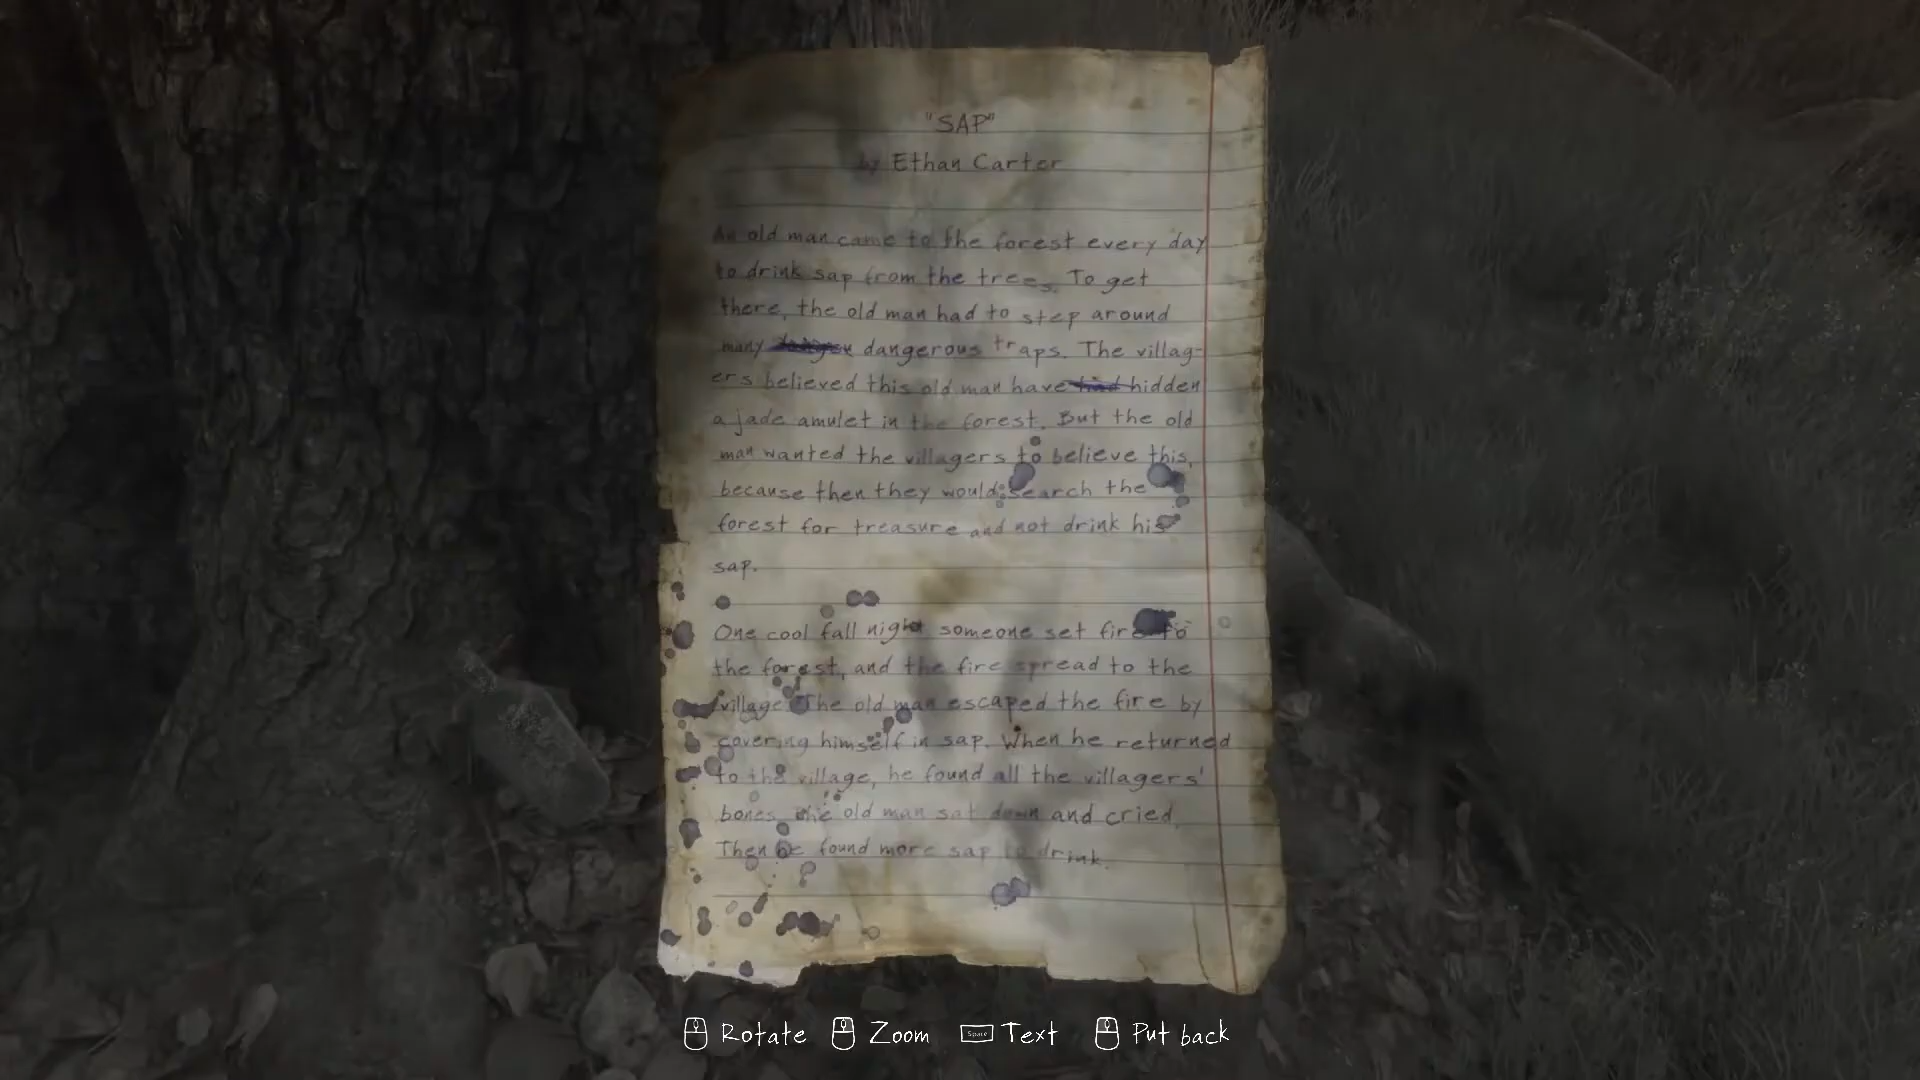 "SAP"
by Ethan Carter
An old man came to the forest every day
to drink sap from the trees. To get
there, the old man had to step around
many dangerous traps. The villag-
ers believed this old man have hidden
a jade amulet in the forest. But the old
man wanted the villagers to believe this,
because then they would search the
forest for treasure and not drink his
sap.
One cool fall night, someone set fire to
the forest, and the fire spread to the
village. The old man escaped the fire by
covering himself in sap. When he returned
to the village, he found all the villagers'
bones. The old man sat down and cried.
Then he found more sap to drink.
Rotate Zoom Space Text Put back